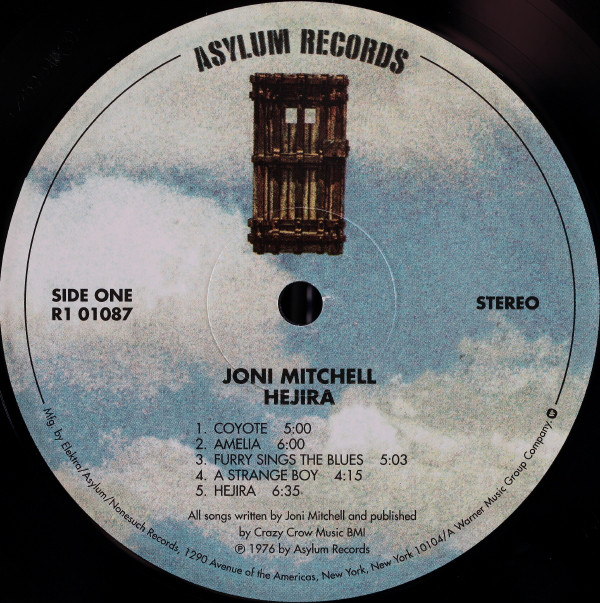 ASYLUM RECORDS
SIDE ONE
R1 01087
STEREO
JONI MITCHELL
HEJIRA
1. COYOTE 5:00
2. AMELIA 6:00
3. FURRY SINGS THE BLUES 5:03
4. A STRANGE BOY 4:15
5. HEJIRA 6:35
All songs written by Joni Mitchell and published
by Crazy Crow Music BMI
℗ 1976 by Asylum Records
Mfg. by Elektra/Asylum/Nonesuch Records, 1290 Avenue of the Americas, New York, New York 10104/A Warner Music Group Company.